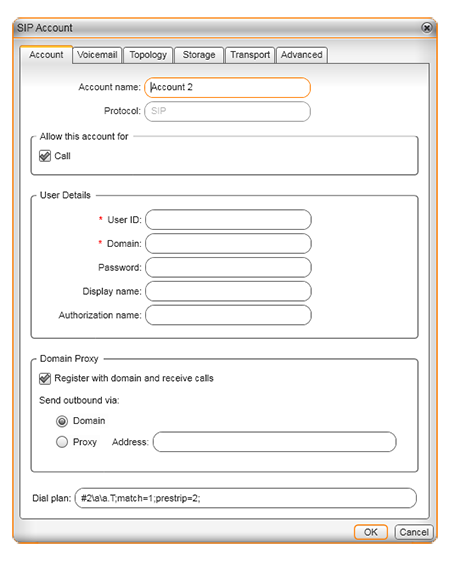 SIP Account
Account Voicemail Topology Storage Transport Advanced
Account name: Account 2
Protocol: SIP
Allow this account for
Call
User Details
* User ID:
* Domain:
Password:
Display name:
Authorization name:
Domain Proxy
Register with domain and receive calls
Send outbound via:
Domain
Proxy Address:
Dial plan: #2\a\a.T;match=1;prestrip=2;
OK Cancel